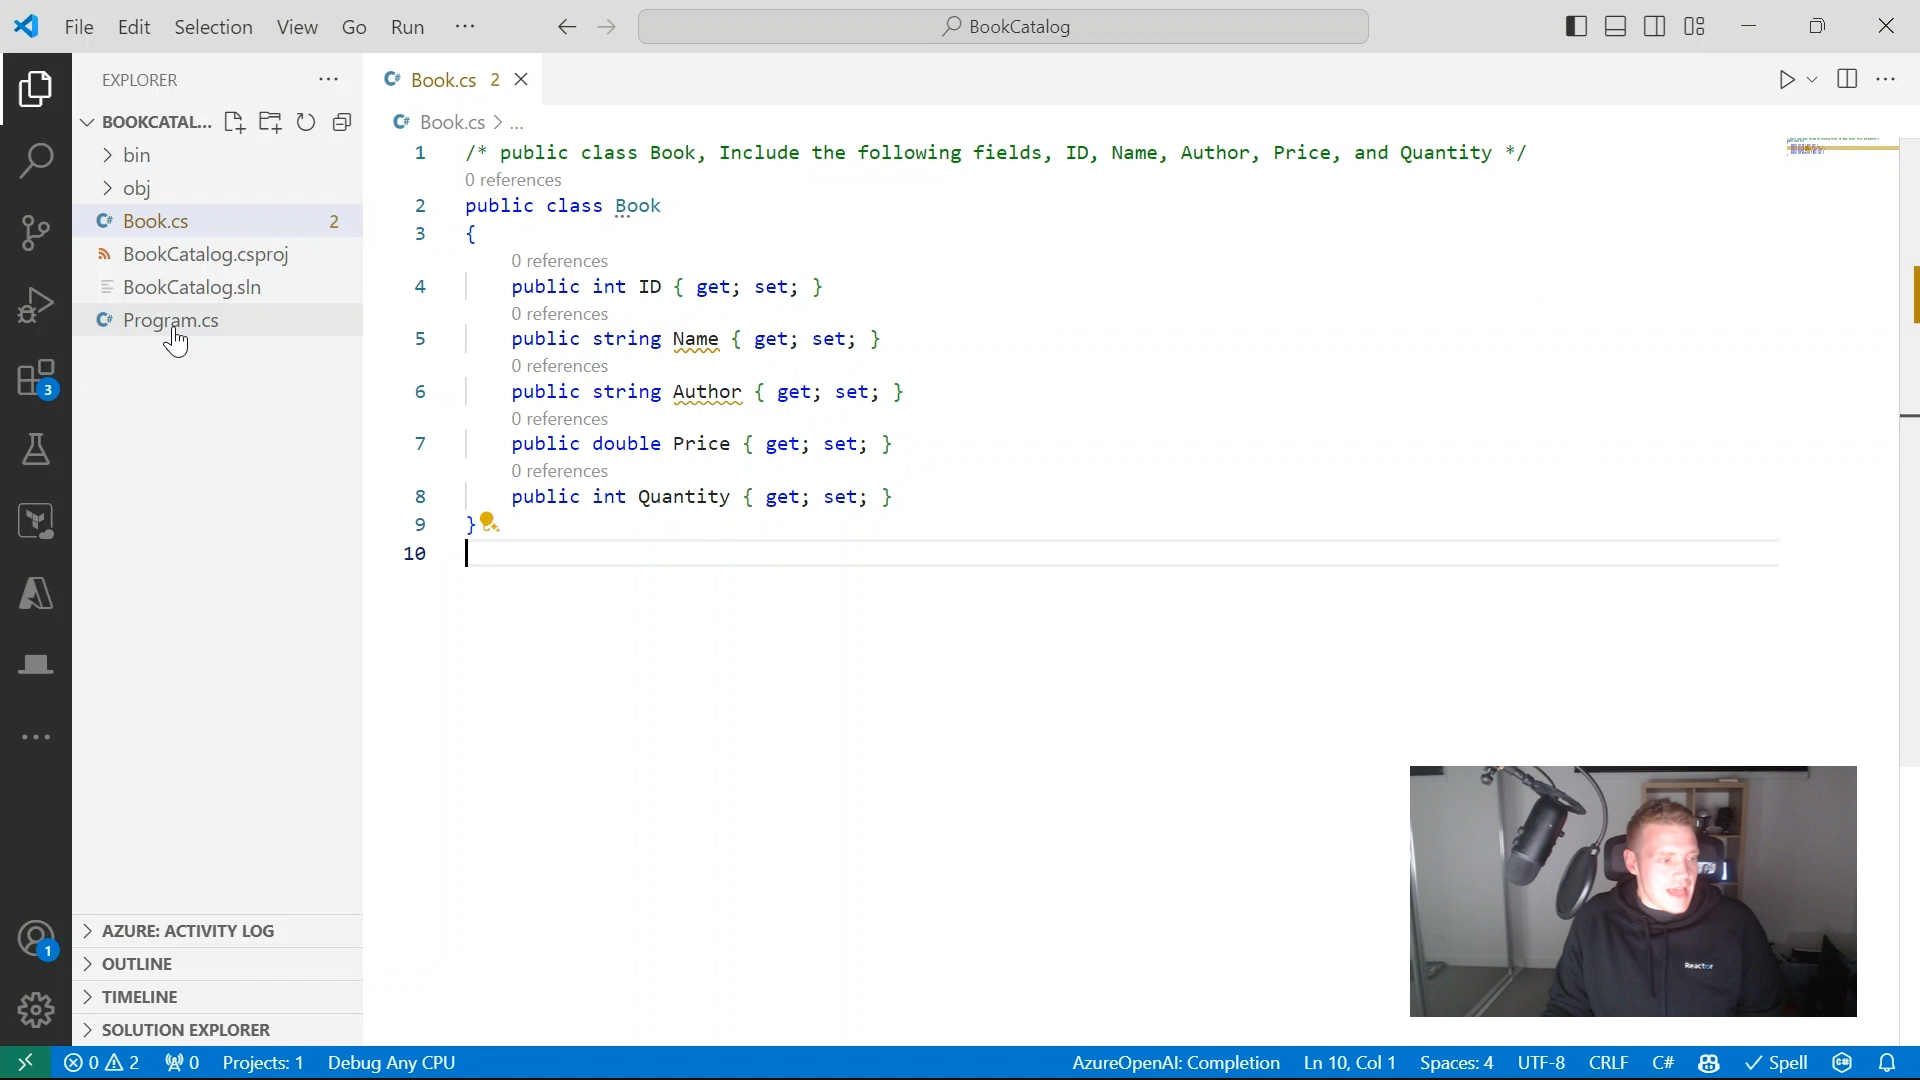 File Edit Selection View Go Run ···
BookCatalog
EXPLORER
BOOKCATAL...
bin
obj
Book.cs 2
BookCatalog.csproj
BookCatalog.sln
Program.cs
3
1
AZURE: ACTIVITY LOG
OUTLINE
TIMELINE
SOLUTION EXPLORER
Book.cs 2
Book.cs > ...
1 /* public class Book, Include the following fields, ID, Name, Author, Price, and Quantity */
0 references
2 public class Book
3 {
0 references
4 public int ID { get; set; }
0 references
5 public string Name { get; set; }
0 references
6 public string Author { get; set; }
0 references
7 public double Price { get; set; }
0 references
8 public int Quantity { get; set; }
9 }
10
Reactor
0 2 0 Projects: 1 Debug Any CPU
AzureOpenAI: Completion Ln 10, Col 1 Spaces: 4 UTF-8 CRLF C# Spell